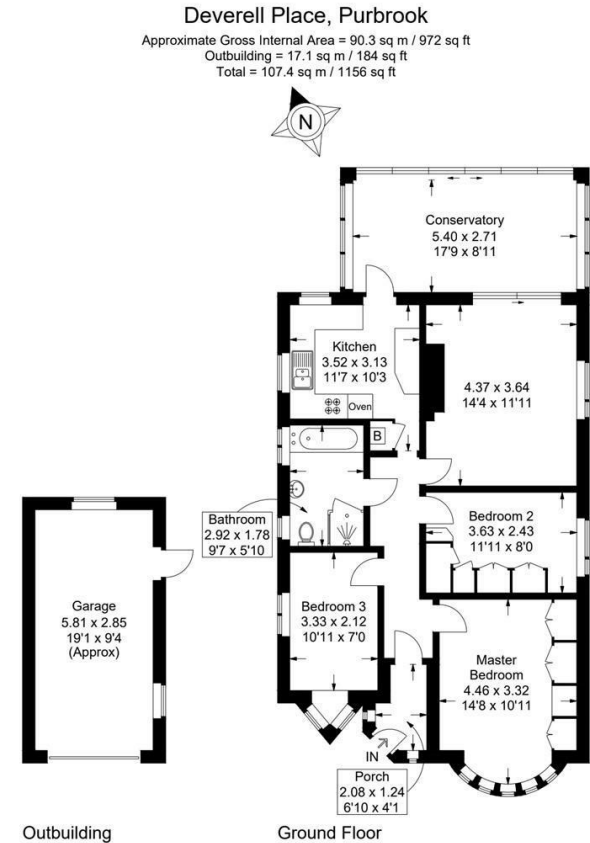 Deverell Place, Purbrook
Approximate Gross Internal Area = 90.3 sq m / 972 sq ft
Outbuilding = 17.1 sq m / 184 sq ft
Total = 107.4 sq m / 1156 sq ft
N
Conservatory
5.40 x 2.71
17'9 x 8'11
Kitchen
3.52 x 3.13
11'7 x 10'3
Oven
B
4.37 x 3.64
14'4 x 11'11
Bathroom
2.92 x 1.78
9'7 x 5'10
Bedroom 2
3.63 x 2.43
11'11 x 8'0
Garage
5.81 x 2.85
19'1 x 9'4
(Approx)
Bedroom 3
3.33 x 2.12
10'11 x 7'0
Master
Bedroom
4.46 x 3.32
14'8 x 10'11
IN
Porch
2.08 x 1.24
6'10 x 4'1
Outbuilding
Ground Floor